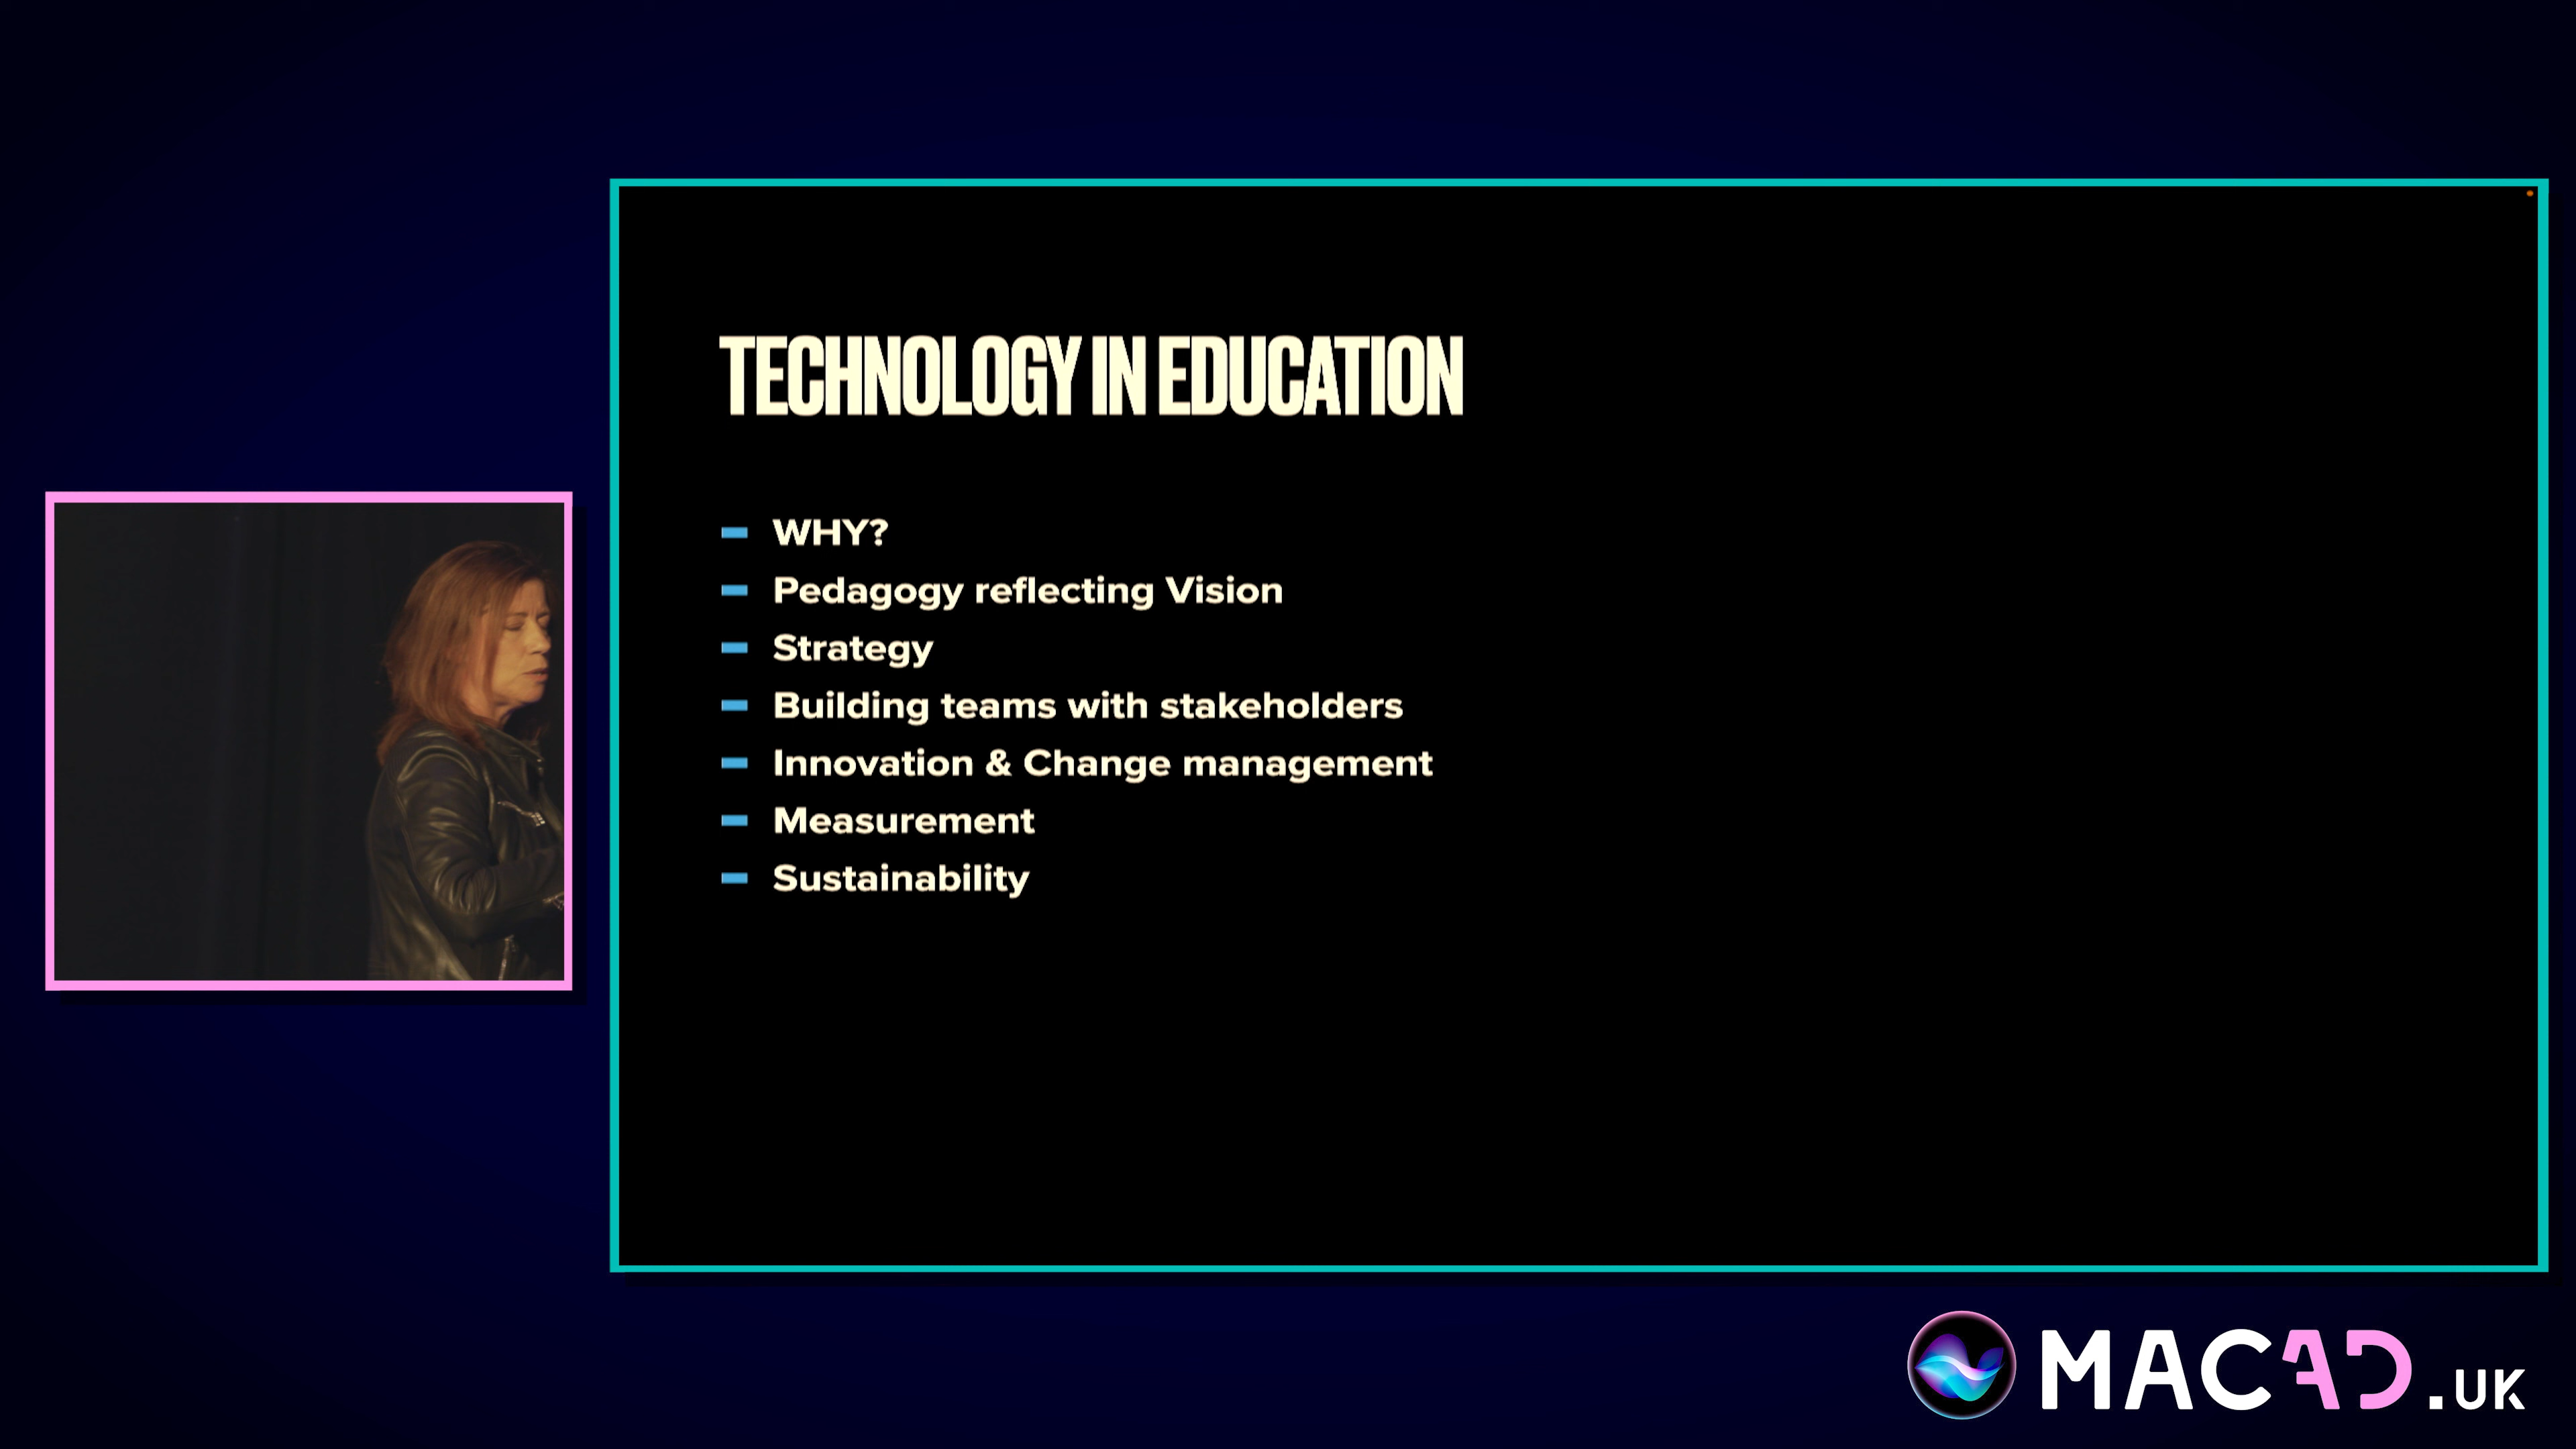 TECHNOLOGY IN EDUCATION
WHY?
Pedagogy reflecting Vision
Strategy
Building teams with stakeholders
Innovation & Change management
Measurement
Sustainability
MACAD.UK